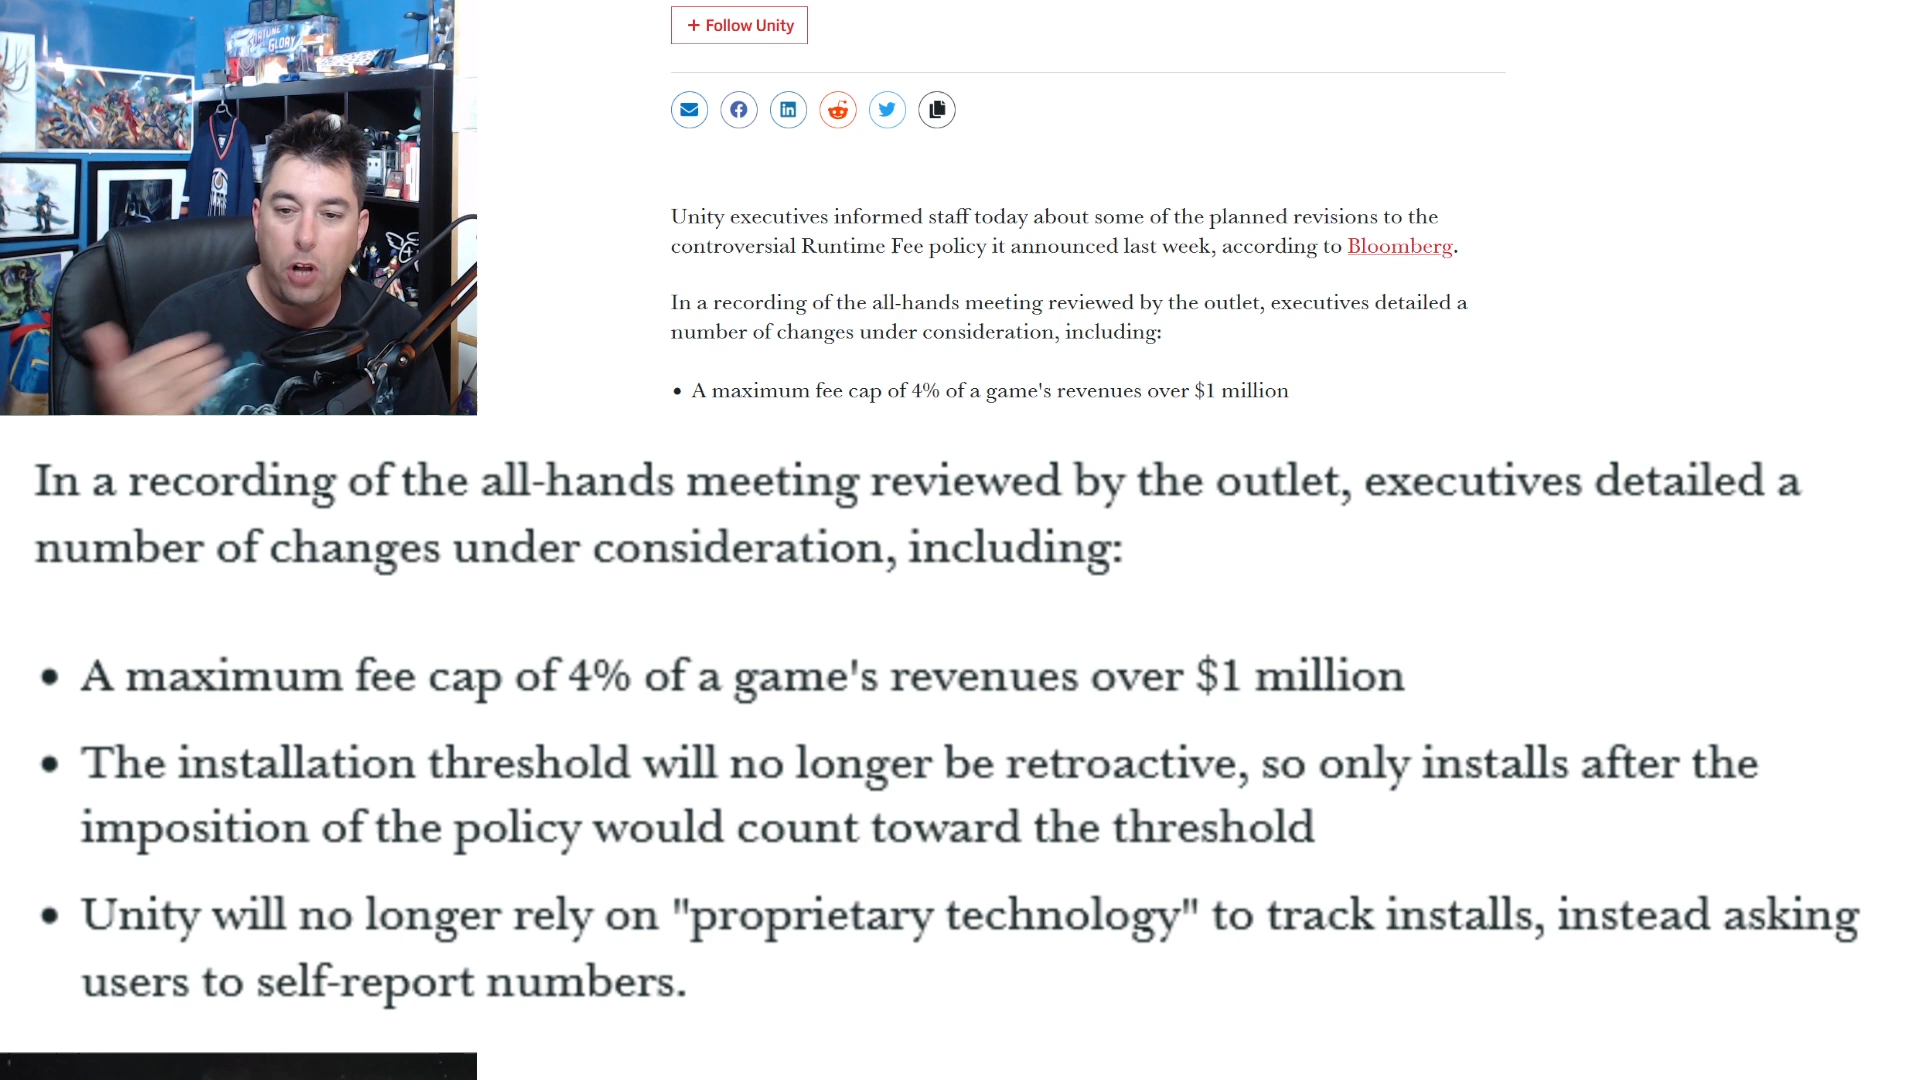 FORTUNE
GLORY
+ Follow Unity
Unity executives informed staff today about some of the planned revisions to the
controversial Runtime Fee policy it announced last week, according to Bloomberg.
In a recording of the all-hands meeting reviewed by the outlet, executives detailed a
number of changes under consideration, including:
• A maximum fee cap of 4% of a game's revenues over $1 million
In a recording of the all-hands meeting reviewed by the outlet, executives detailed a
number of changes under consideration, including:
• A maximum fee cap of 4% of a game's revenues over $1 million
• The installation threshold will no longer be retroactive, so only installs after the
imposition of the policy would count toward the threshold
• Unity will no longer rely on "proprietary technology" to track installs, instead asking
users to self-report numbers.